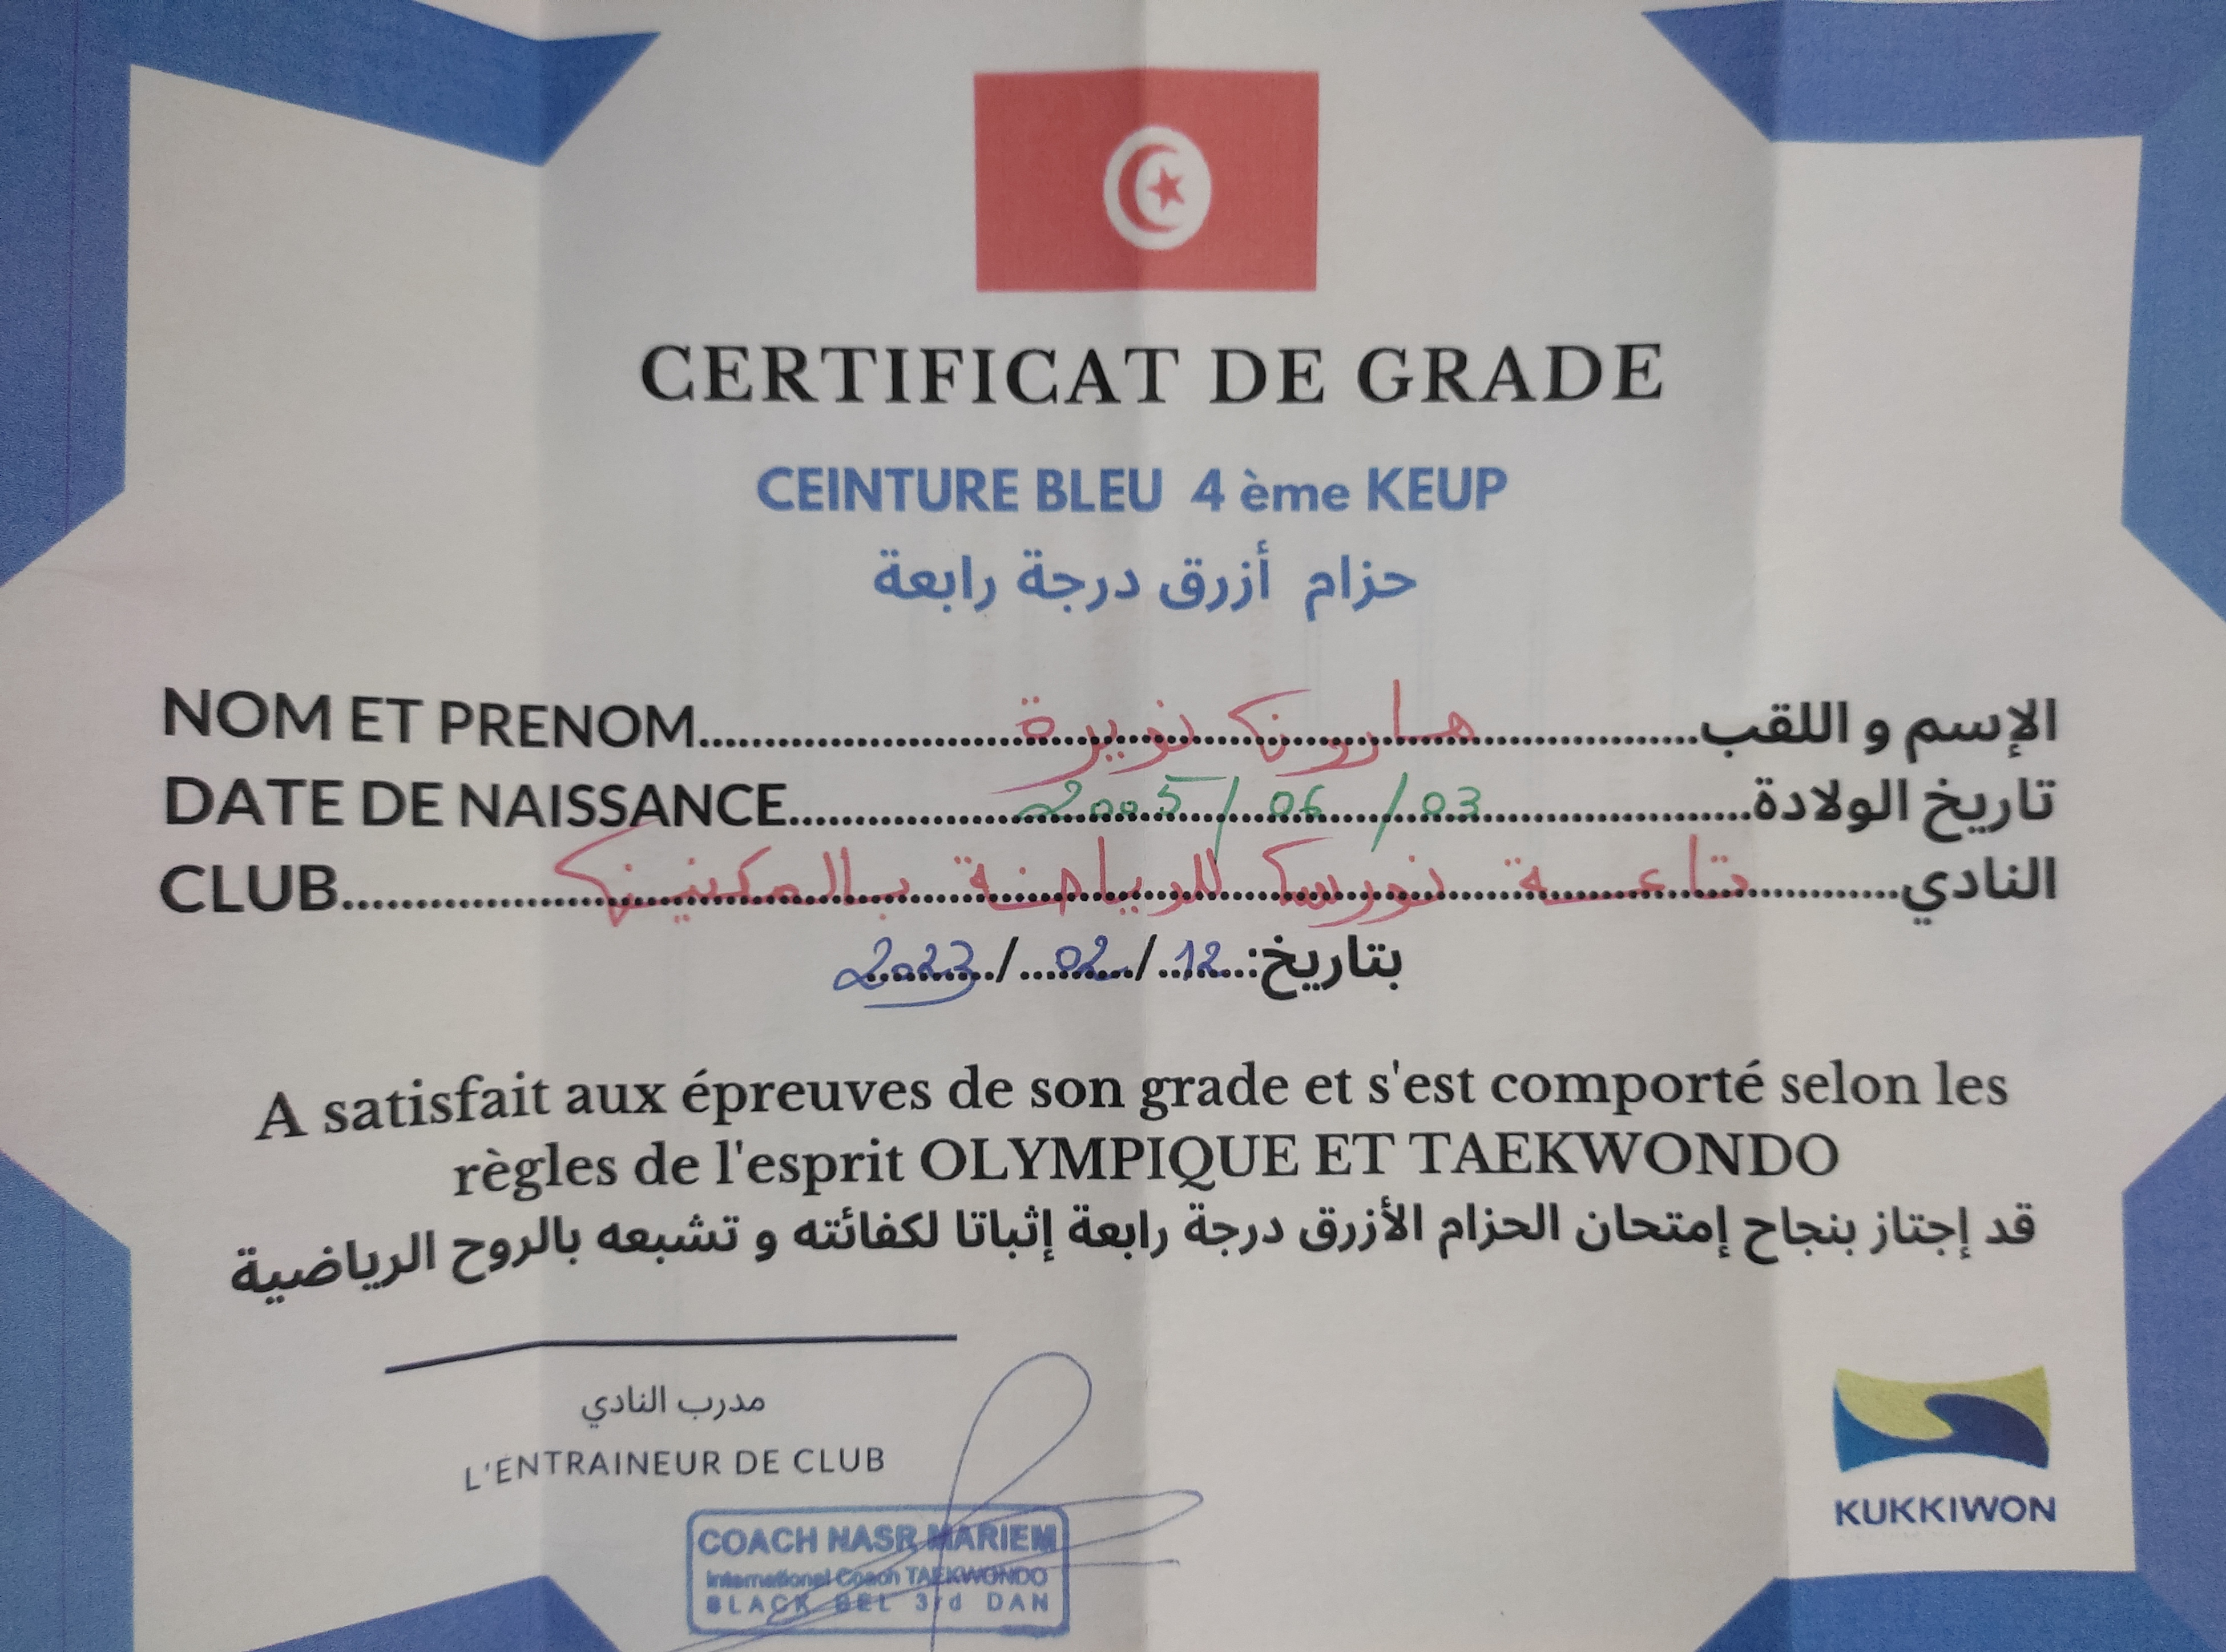 CERTIFICAT DE GRADE
CEINTURE BLEU 4 ème KEUP
حزام أزرق درجة رابعة
NOM ET PRENOM.......... نويرة ..........الإسم و اللقب
DATE DE NAISSANCE..........2005/06/03..........تاريخ الولادة
CLUB..........قاعة نورس للرياضة بالمكنين..........النادي
بتاريخ:..12../..02../..2023
A satisfait aux épreuves de son grade et s'est comporté selon les
règles de l'esprit OLYMPIQUE ET TAEKWONDO
قد إجتاز بنجاح إمتحان الحزام الأزرق درجة رابعة إثباتا لكفائته و تشبعه بالروح الرياضية
مدرب النادي
L'ENTRAINEUR DE CLUB
COACH NASR MARIEM
International Coach TAEKWONDO
BLACK BEL 3rd DAN
KUKKIWON